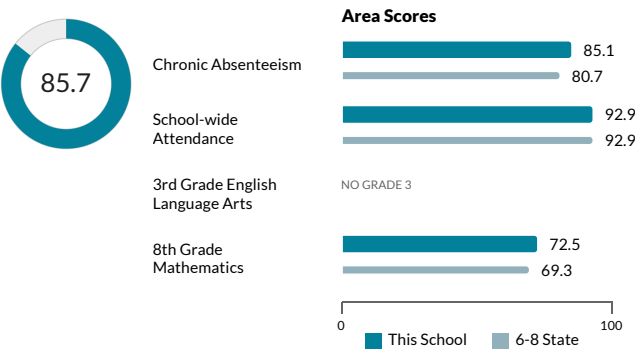 Area Scores
85.7
Chronic Absenteeism
85.1
80.7
School-wide
Attendance
92.9
92.9
3rd Grade English
Language Arts
NO GRADE 3
8th Grade
Mathematics
72.5
69.3
0
100
This School
6-8 State